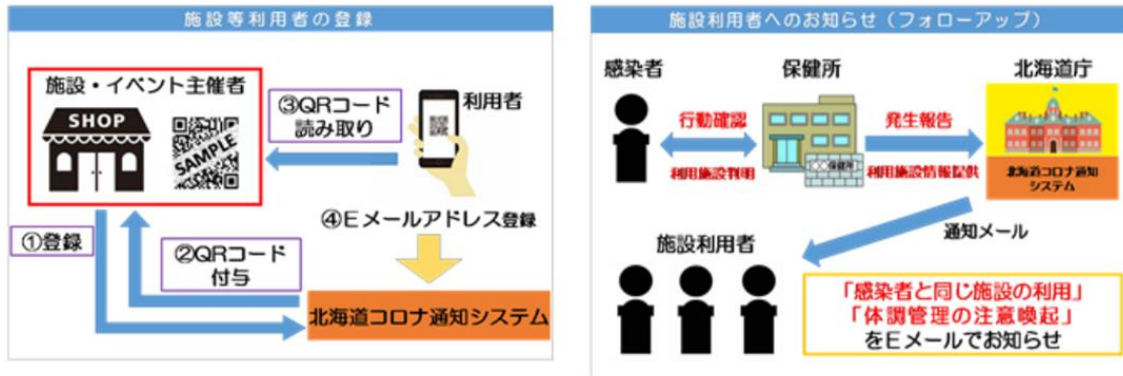 施設等利用者の登録
施設・イベント主催者
SHOP
SAMPLE
③QRコード
読み取り
利用者
④Eメールアドレス登録
①登録
②QRコード
付与
北海道コロナ通知システム
施設利用者へのお知らせ（フォローアップ）
感染者
保健所
北海道庁
行動確認
利用施設判明
保健所
発生報告
利用施設情報提供
北海道コロナ通知
システム
通知メール
施設利用者
「感染者と同じ施設の利用」
「体調管理の注意喚起」
をEメールでお知らせ